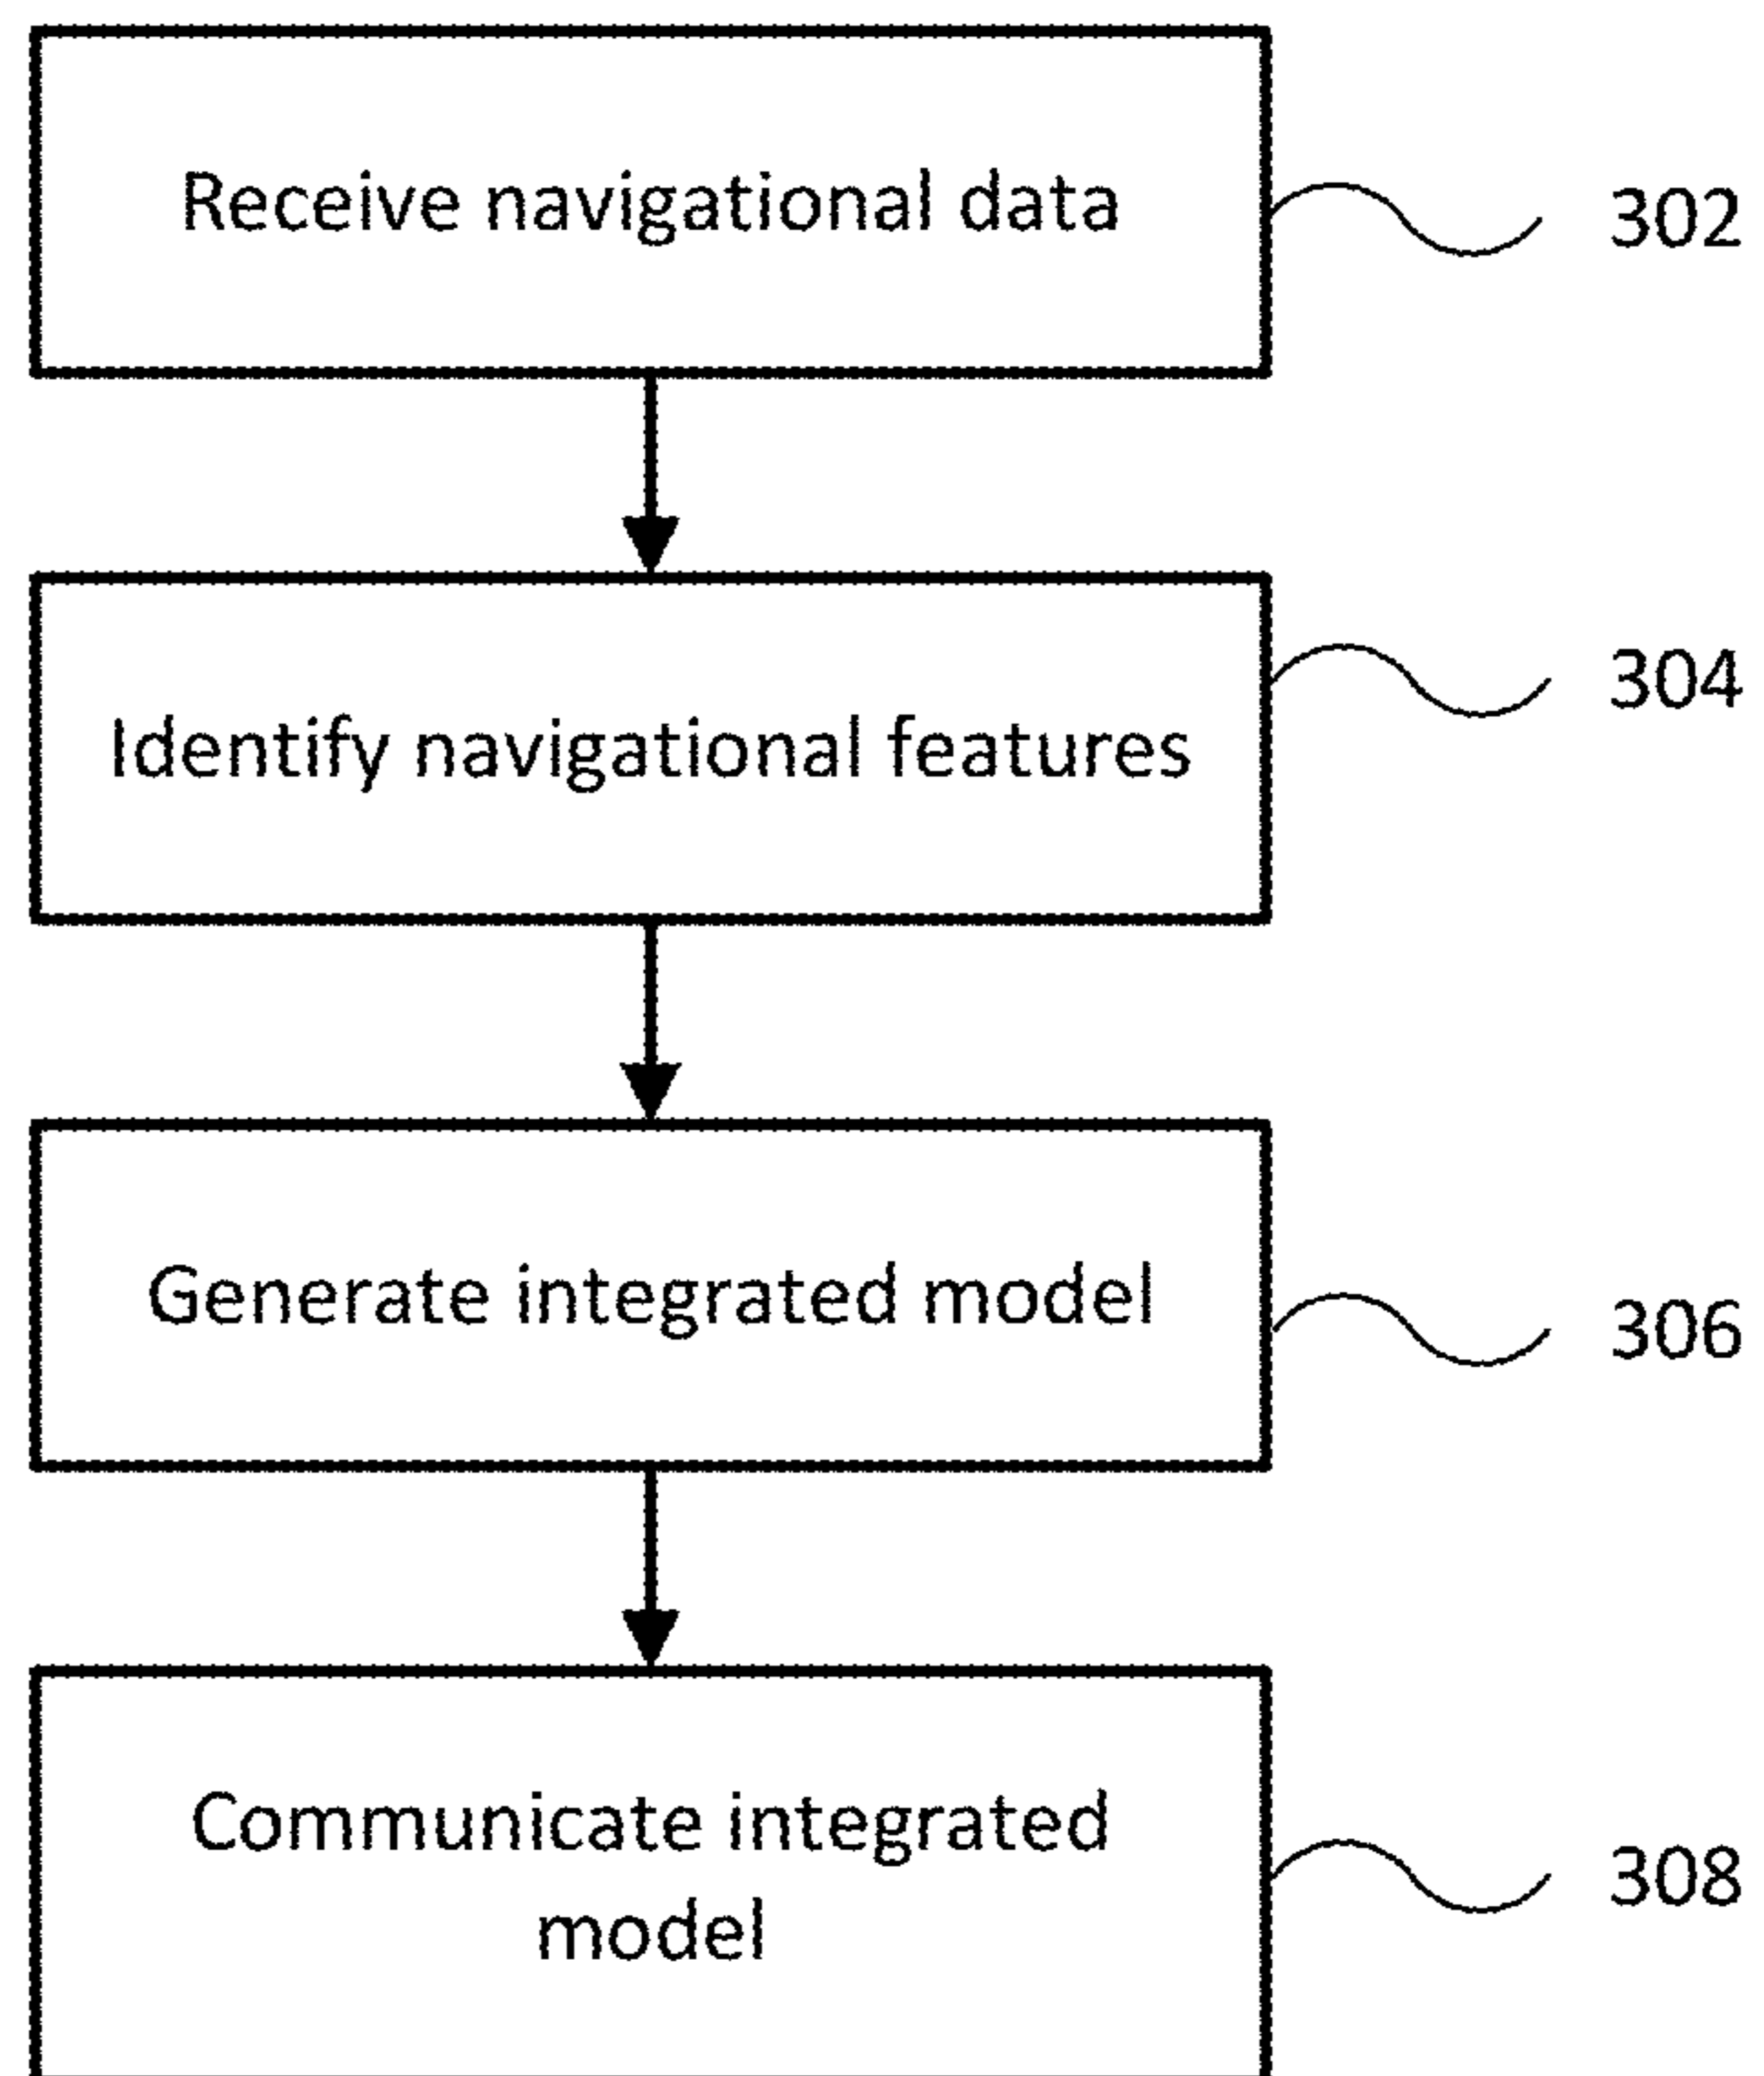 Receive navigational data
302
Identify navigational features
304
Generate integrated model
306
Communicate integrated
model
308